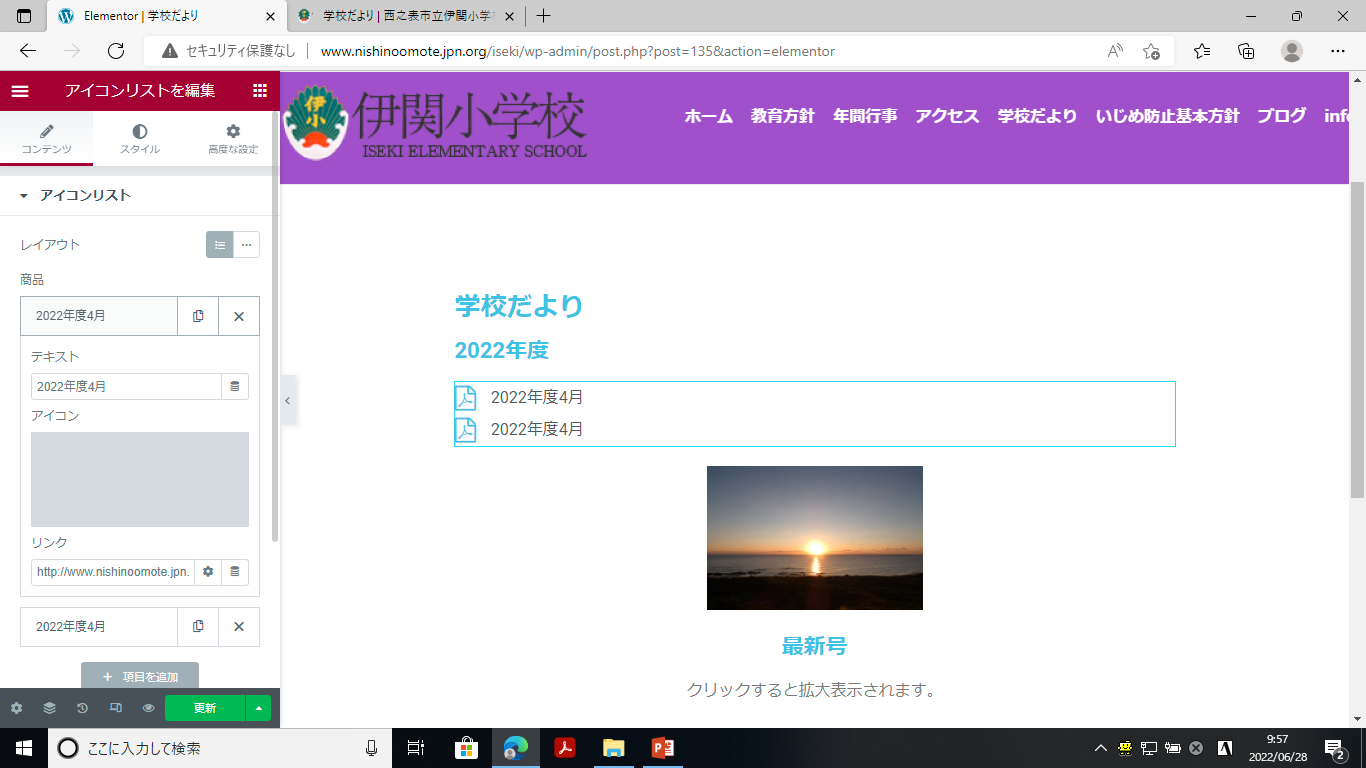 Elementor | 学校だより
学校だより | 西之表市立伊関小学
セキュリティ保護なし
www.nishinoomote.jpn.org/iseki/wp-admin/post.php?post=135&action=elementor
アイコンリストを編集
コンテンツ
スタイル
高度な設定
アイコンリスト
レイアウト
商品
2022年度4月
テキスト
2022年度4月
アイコン
リンク
http://www.nishinoomote.jpn.
2022年度4月
項目を追加
更新
伊小
伊関小学校
ISEKI ELEMENTARY SCHOOL
ホーム 教育方針 年間行事 アクセス 学校だより いじめ防止基本方針 ブログ info
学校だより
2022年度
2022年度4月
2022年度4月
最新号
クリックすると拡大表示されます。
ここに入力して検索
A
9:57
2022/06/28
2